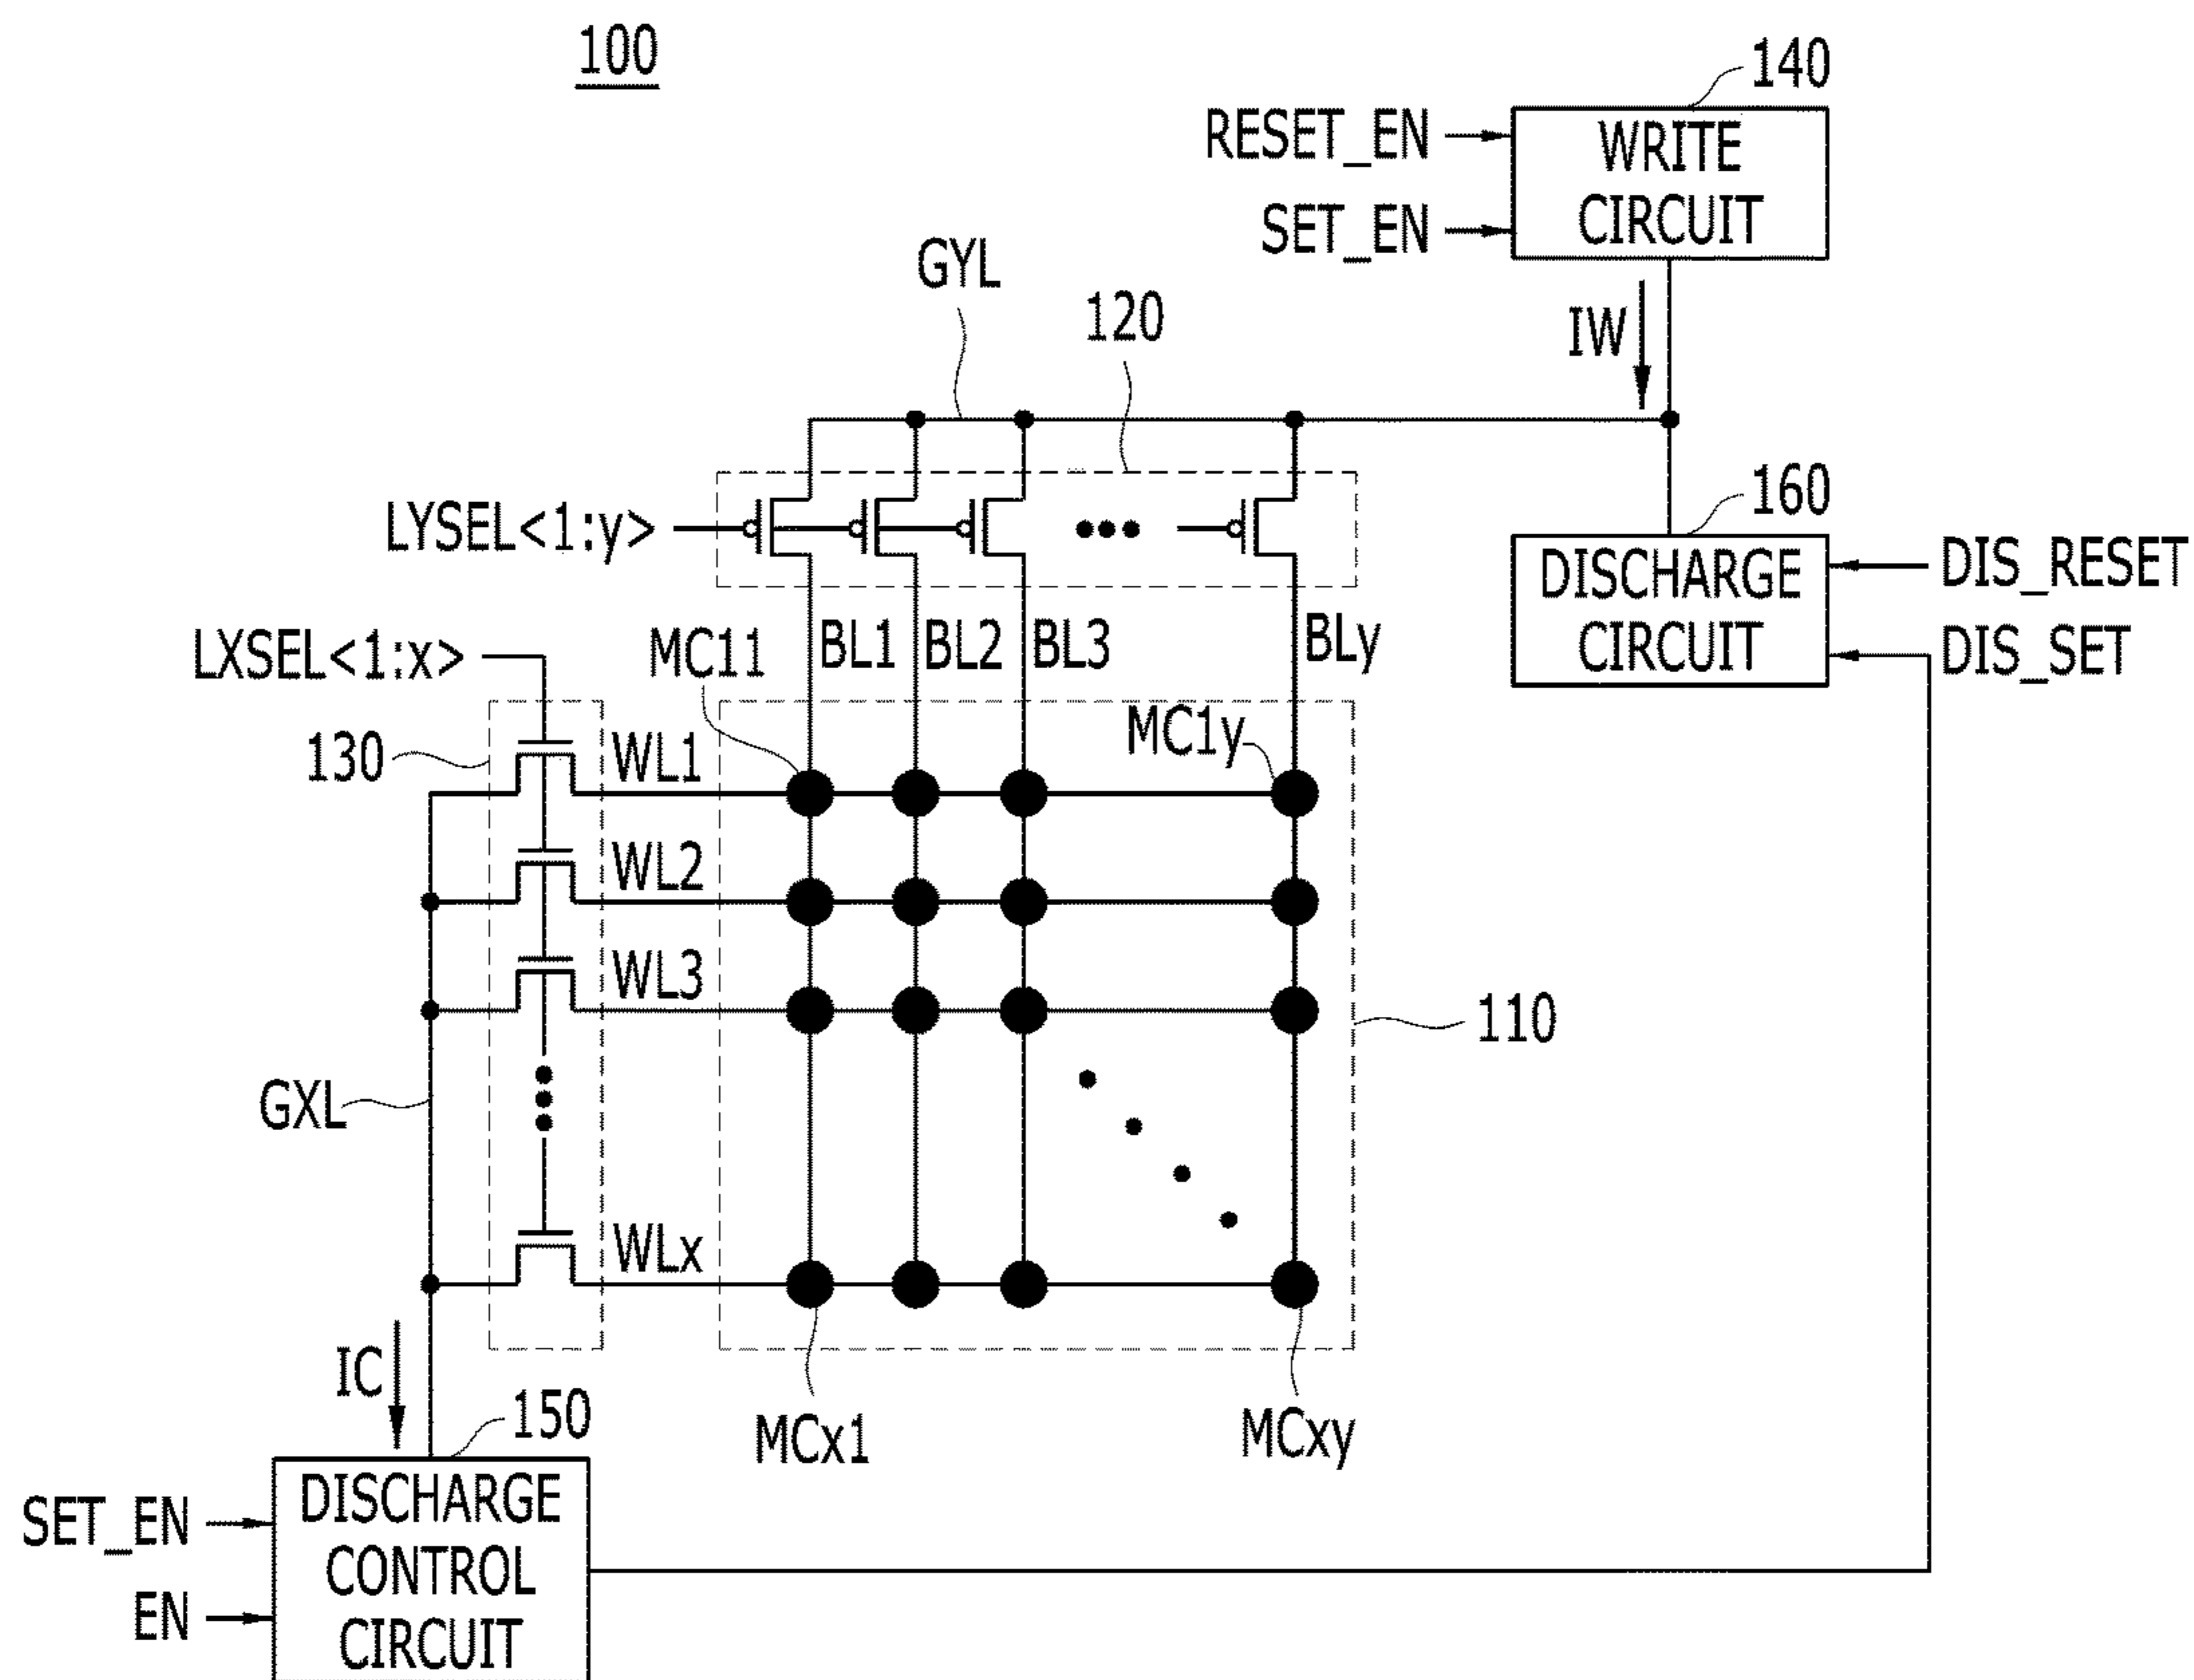 100
140
RESET_EN
WRITE
CIRCUIT
SET_EN
GYL
120
IW
160
LYSEL<1:y>
DISCHARGE
CIRCUIT
DIS_RESET
DIS_SET
MC11
BL1
BL2
BL3
BLy
LXSEL<1:x>
130
WL1
MC1y
WL2
WL3
110
GXL
WLx
IC
150
MCx1
MCxy
SET_EN
DISCHARGE
CONTROL
CIRCUIT
EN